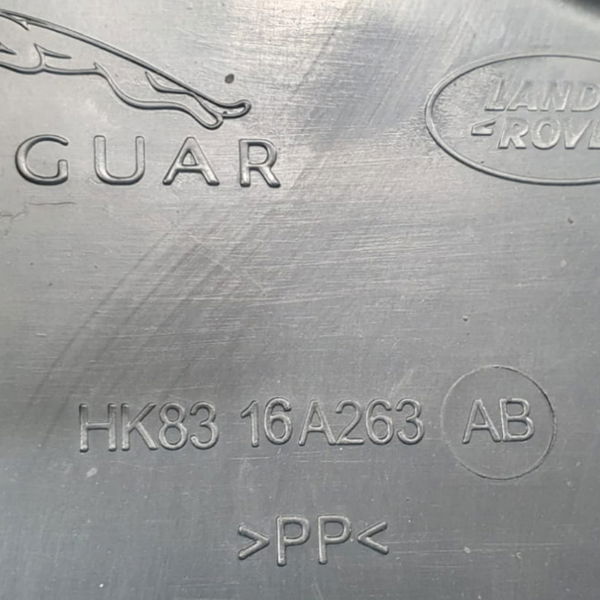 GUAR
LAND
ROVE
HK83 16A263 AB
>PP<